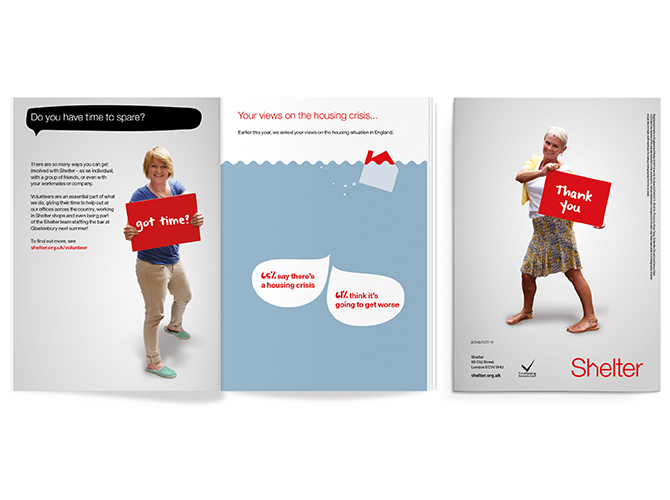 Do you have time to spare?
There are so many ways you can get
involved with Shelter – as an individual,
with a group of friends, or even with
your workmates or company.
Volunteers are an essential part of what
we do, giving their time to help out at
our offices across the country, working
in Shelter shops and even being part
of the Shelter team staffing the bar at
Glastonbury next summer!
To find out more, see
shelter.org.uk/volunteer
got time?
Your views on the housing crisis...
Earlier this year, we asked your views on the housing situation in England.
65% say there's
a housing crisis
61% think it's
going to get worse
Thank
you
Shelter
88 Old Street
London EC1V 9HU
shelter.org.uk
Shelter